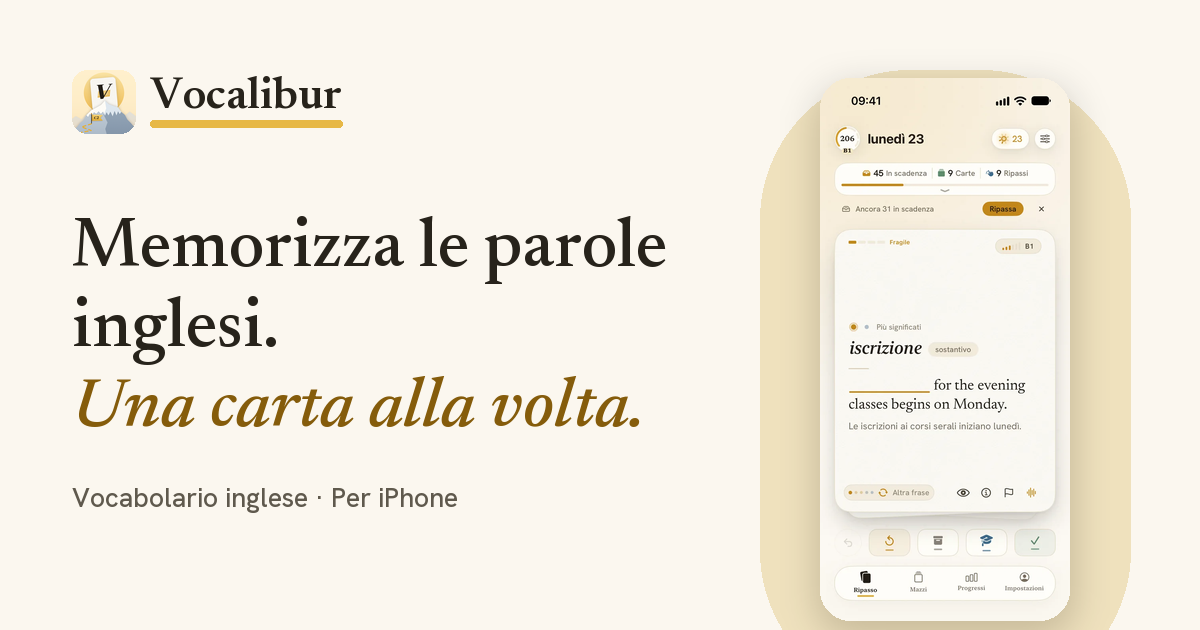 V
Vocalibur
Memorizza le parole
inglesi.
Una carta alla volta.
Vocabolario inglese · Per iPhone
09:41
206
B1
lunedì 23
23
45 In scadenza
9 Carte
9 Ripassi
Ancora 31 in scadenza
Ripassa
×
Fragile
B1
Più significati
iscrizione
sostantivo
________ for the evening
classes begins on Monday.
Le iscrizioni ai corsi serali iniziano lunedì.
Altra frase
Ripasso
Mazzi
Progressi
Impostazioni